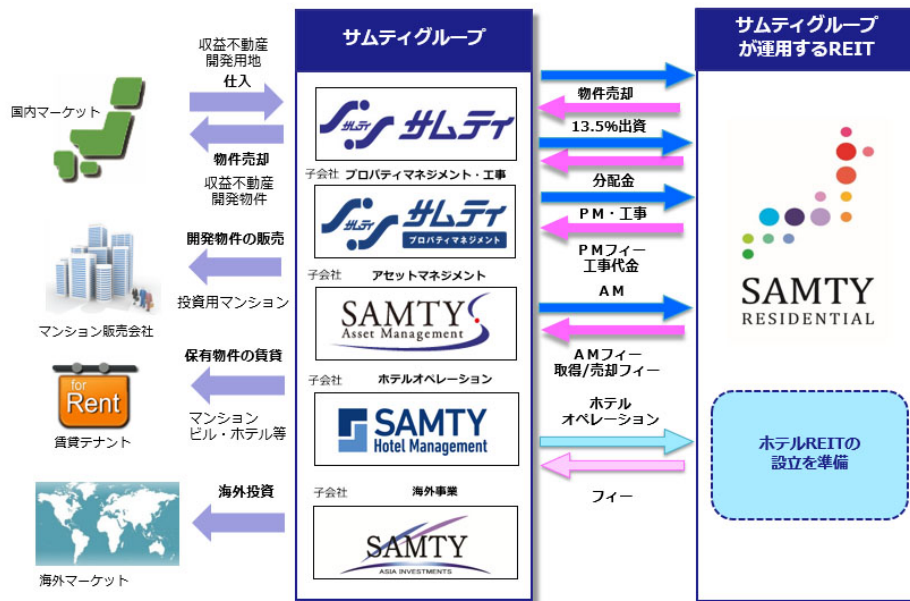 収益不動産
開発用地
仕入
国内マーケット
物件売却
収益不動産
開発物件
開発物件の販売
投資用マンション
マンション販売会社
保有物件の賃貸
for
Rent
マンション
ビル・ホテル等
賃貸テナント
海外投資
海外マーケット
サムティグループ
サムティ サムティ
子会社 プロパティマネジメント・工事
サムティ サムティ
プロパティマネジメント
子会社 アセットマネジメント
SAMTY
Asset Management
子会社 ホテルオペレーション
SAMTY
Hotel Management
子会社 海外事業
SAMTY
ASIA INVESTMENTS
物件売却
13.5%出資
分配金
PM・工事
PMフィー
工事代金
AM
AMフィー
取得/売却フィー
ホテル
オペレーション
フィー
サムティグループ
が運用するREIT
SAMTY
RESIDENTIAL
ホテルREITの
設立を準備